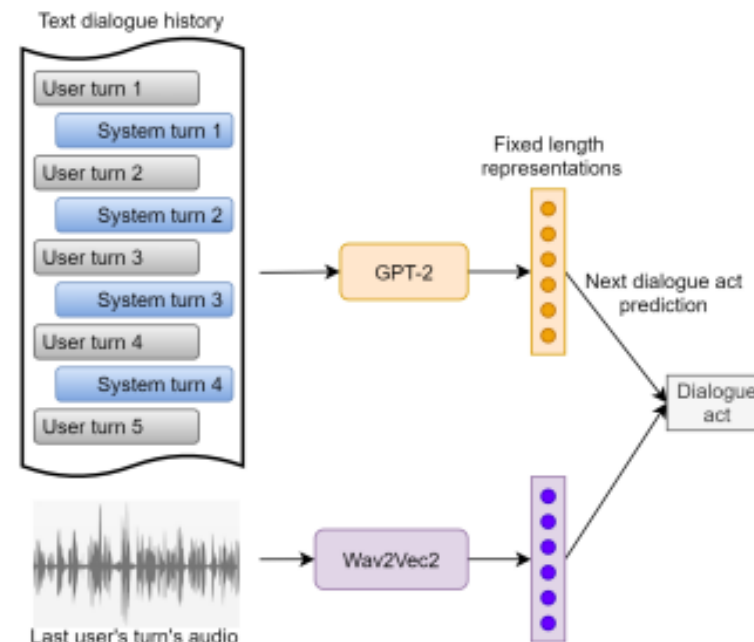 Text dialogue history
User turn 1
System turn 1
User turn 2
System turn 2
User turn 3
System turn 3
User turn 4
System turn 4
User turn 5
GPT-2
Fixed length
representations
Next dialogue act
prediction
Dialogue
act
Wav2Vec2
Last user's turn's audio